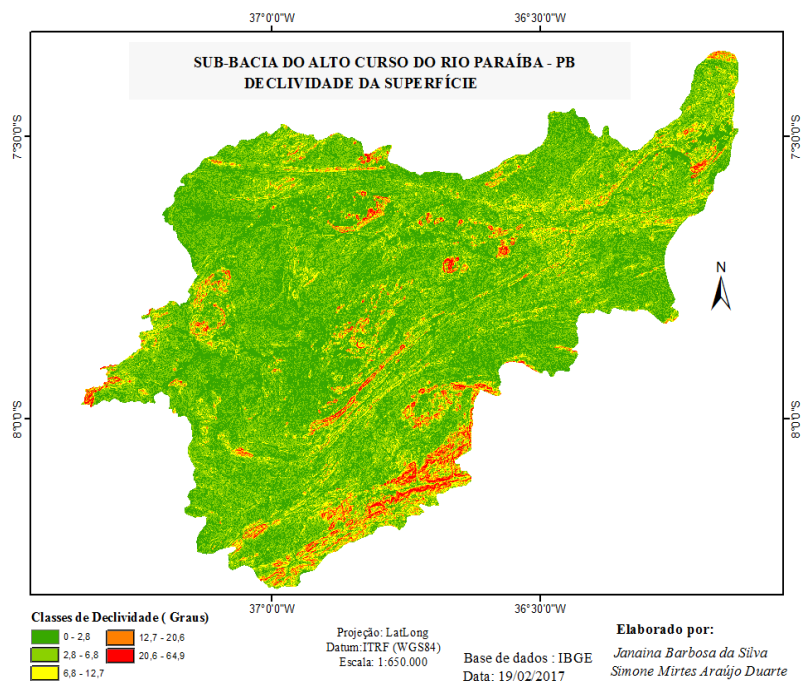 37°0'0"W 36°30'0"W
SUB-BACIA DO ALTO CURSO DO RIO PARAÍBA - PB
DECLIVIDADE DA SUPERFÍCIE
7°30'0"S 7°30'0"S
N
8°0'0"S 8°0'0"S
37°0'0"W 36°30'0"W
Classes de Declividade ( Graus)
0 - 2,8
2,8 - 6,8
6,8 - 12,7
12,7 - 20,6
20,6 - 64,9
Projeção: LatLong
Datum:ITRF (WGS84)
Escala: 1:650.000
Base de dados : IBGE
Data: 19/02/2017
Elaborado por:
Janaina Barbosa da Silva
Simone Mirtes Araújo Duarte